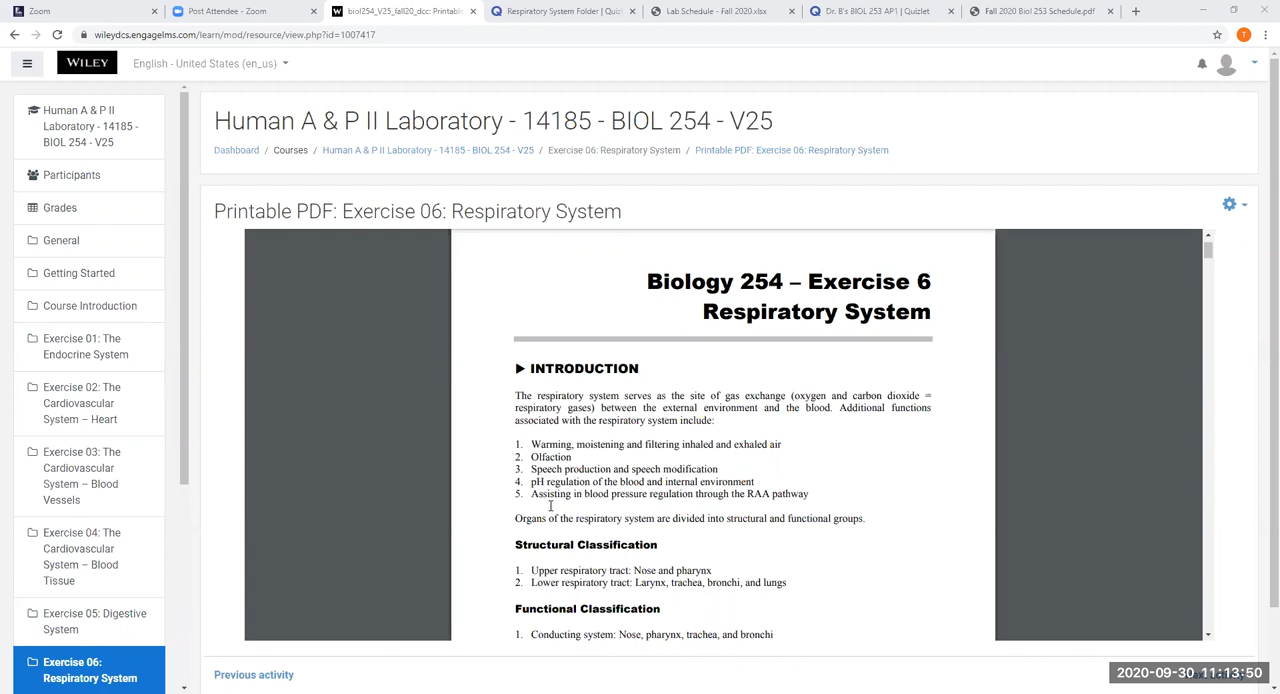 Zoom
Post Attendee - Zoom
biol254_V25_fall20_dcc: Printabl
Respiratory System Folder | Quiz
Lab Schedule - Fall 2020.xlsx
Dr. B's BIOL 253 AP1 | Quizlet
Fall 2020 Biol 253 Schedule.pdf
wileydcs.engagelms.com/learn/mod/resource/view.php?id=1007417
T
WILEY
English - United States (en_us)
Human A & P II
Laboratory - 14185 -
BIOL 254 - V25
Participants
Grades
General
Getting Started
Course Introduction
Exercise 01: The
Endocrine System
Exercise 02: The
Cardiovascular
System – Heart
Exercise 03: The
Cardiovascular
System – Blood
Vessels
Exercise 04: The
Cardiovascular
System – Blood
Tissue
Exercise 05: Digestive
System
Exercise 06:
Respiratory System
Human A & P II Laboratory - 14185 - BIOL 254 - V25
Dashboard / Courses / Human A & P II Laboratory - 14185 - BIOL 254 - V25 / Exercise 06: Respiratory System / Printable PDF: Exercise 06: Respiratory System
Printable PDF: Exercise 06: Respiratory System
Biology 254 – Exercise 6
Respiratory System
INTRODUCTION
The respiratory system serves as the site of gas exchange (oxygen and carbon dioxide =
respiratory gases) between the external environment and the blood. Additional functions
associated with the respiratory system include:
1. Warming, moistening and filtering inhaled and exhaled air
2. Olfaction
3. Speech production and speech modification
4. pH regulation of the blood and internal environment
5. Assisting in blood pressure regulation through the RAA pathway
Organs of the respiratory system are divided into structural and functional groups.
Structural Classification
1. Upper respiratory tract: Nose and pharynx
2. Lower respiratory tract: Larynx, trachea, bronchi, and lungs
Functional Classification
1. Conducting system: Nose, pharynx, trachea, and bronchi
Previous activity
2020-09-30 11:13:50